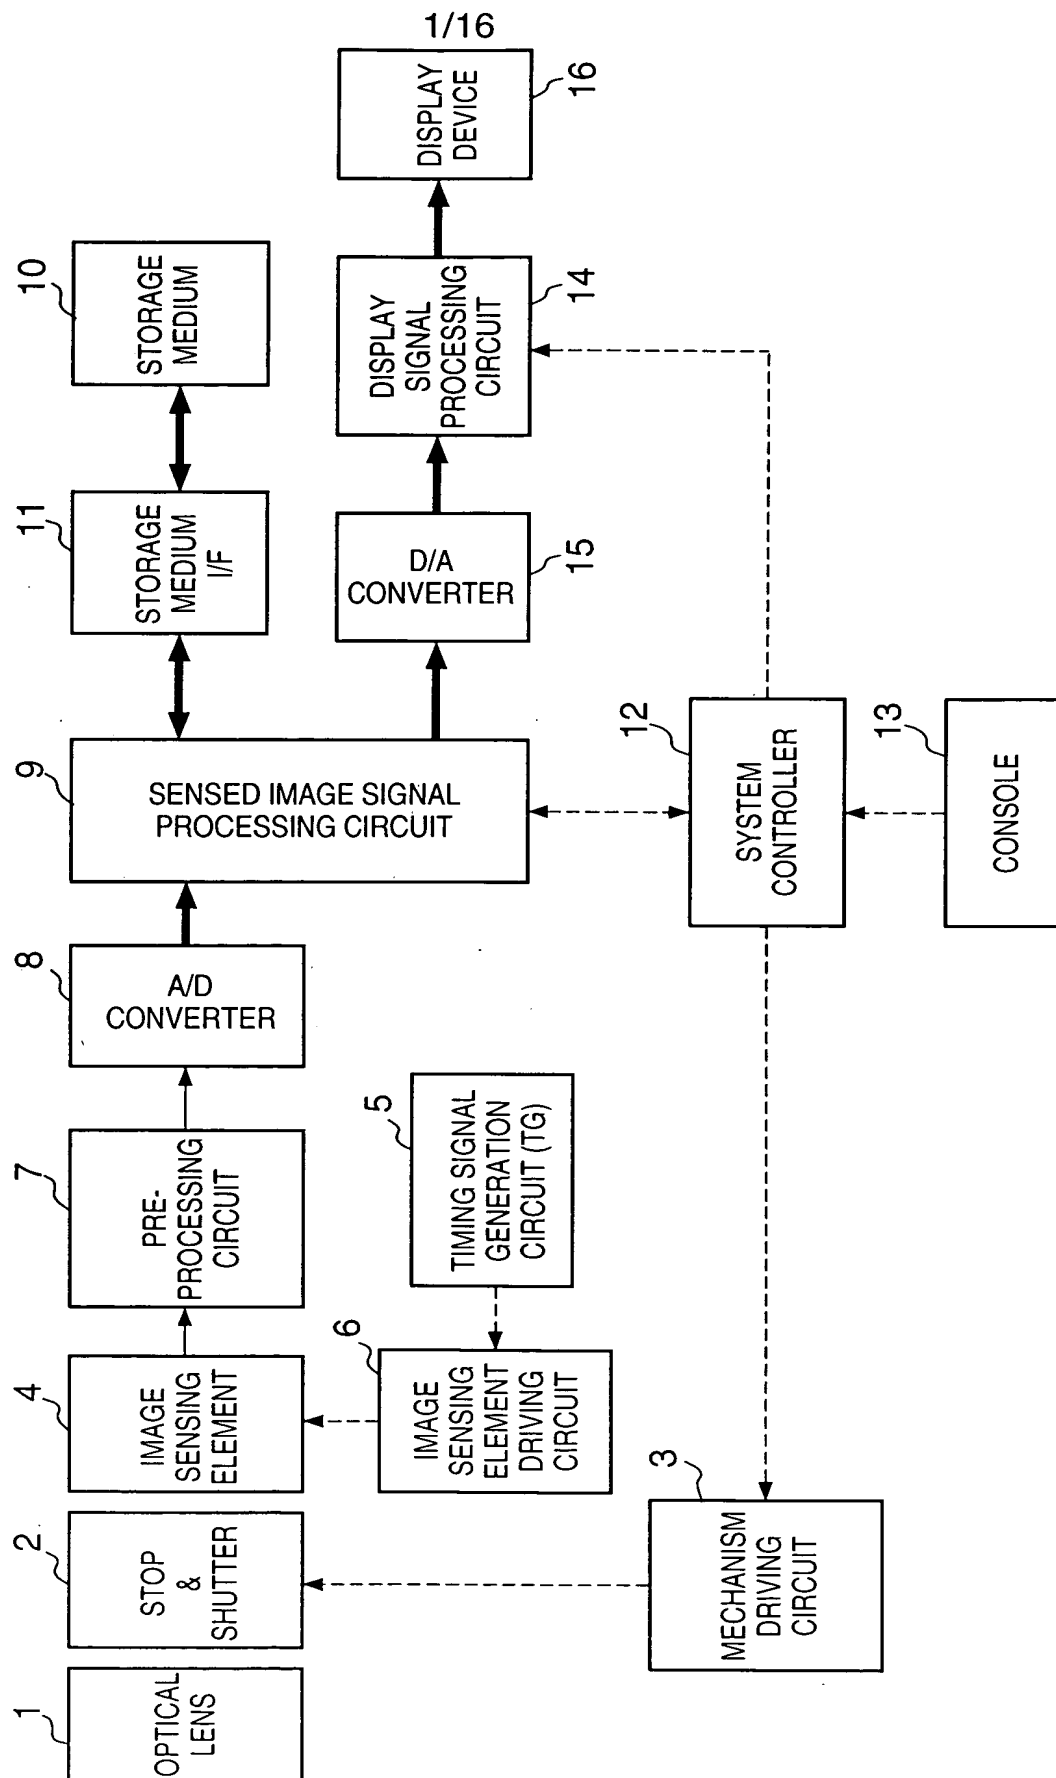 1/16
1
OPTICAL
LENS
2
STOP
&
SHUTTER
4
IMAGE
SENSING
ELEMENT
7
PRE-
PROCESSING
CIRCUIT
8
A/D
CONVERTER
9
SENSED IMAGE SIGNAL
PROCESSING CIRCUIT
11
STORAGE
MEDIUM
I/F
10
STORAGE
MEDIUM
15
D/A
CONVERTER
14
DISPLAY
SIGNAL
PROCESSING
CIRCUIT
16
DISPLAY
DEVICE
6
IMAGE
SENSING
ELEMENT
DRIVING
CIRCUIT
5
TIMING SIGNAL
GENERATION
CIRCUIT (TG)
3
MECHANISM
DRIVING
CIRCUIT
12
SYSTEM
CONTROLLER
13
CONSOLE